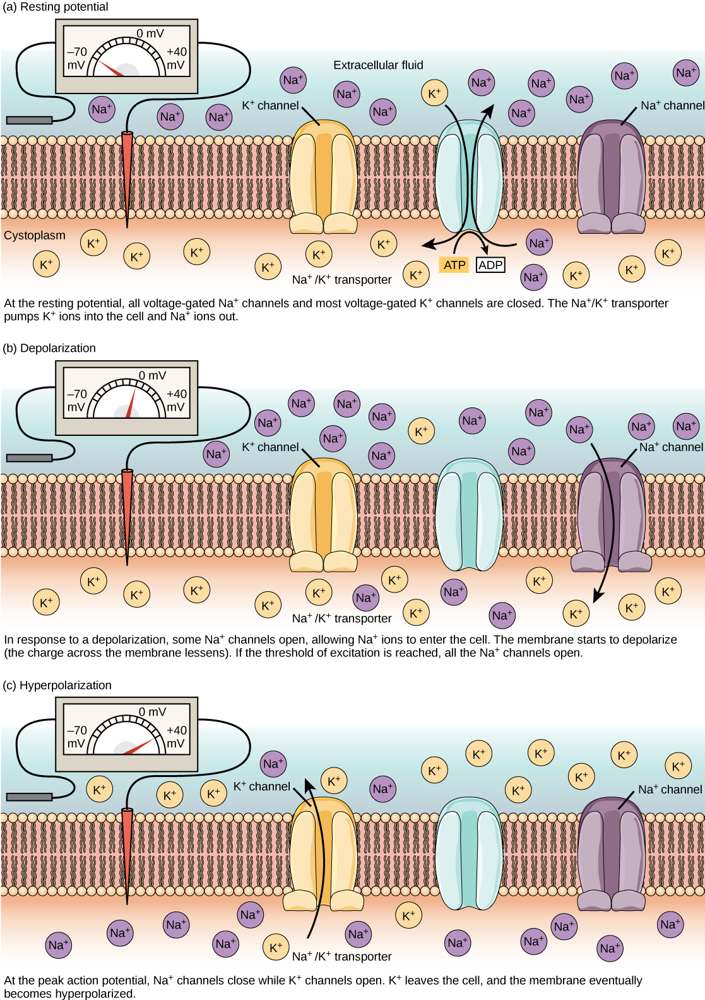 (a) Resting potential
0 mV
–70 mV
+40 mV
Extracellular fluid
Na⁺ Na⁺ Na⁺ Na⁺ Na⁺ Na⁺
K⁺ Na⁺ Na⁺ Na⁺ Na⁺ Na⁺ Na⁺
K⁺ channel
Na⁺ channel
Cystoplasm
K⁺ K⁺ K⁺ K⁺ K⁺ K⁺ K⁺ K⁺
ATP
ADP
Na⁺ Na⁺ K⁺ K⁺ K⁺
Na⁺/K⁺ transporter
At the resting potential, all voltage-gated Na⁺ channels and most voltage-gated K⁺ channels are closed. The Na⁺/K⁺ transporter
pumps K⁺ ions into the cell and Na⁺ ions out.
(b) Depolarization
0 mV
–70 mV
+40 mV
Na⁺ Na⁺ Na⁺ Na⁺ Na⁺ Na⁺ Na⁺
K⁺ Na⁺ Na⁺ Na⁺ Na⁺ Na⁺ Na⁺
K⁺ channel
Na⁺ channel
K⁺ K⁺ K⁺ K⁺ K⁺ K⁺ Na⁺ K⁺ K⁺
Na⁺ Na⁺ K⁺ K⁺ K⁺ K⁺
Na⁺/K⁺ transporter
In response to a depolarization, some Na⁺ channels open, allowing Na⁺ ions to enter the cell. The membrane starts to depolarize
(the charge across the membrane lessens). If the threshold of excitation is reached, all the Na⁺ channels open.
(c) Hyperpolarization
0 mV
–70 mV
+40 mV
K⁺ K⁺ K⁺ Na⁺ K⁺ Na⁺
K⁺ K⁺ K⁺ K⁺ K⁺ K⁺ K⁺
K⁺ channel
Na⁺ channel
Na⁺ Na⁺ Na⁺ Na⁺ Na⁺ K⁺ Na⁺ K⁺
Na⁺ Na⁺ Na⁺ Na⁺ Na⁺
Na⁺/K⁺ transporter
At the peak action potential, Na⁺ channels close while K⁺ channels open. K⁺ leaves the cell, and the membrane eventually
becomes hyperpolarized.